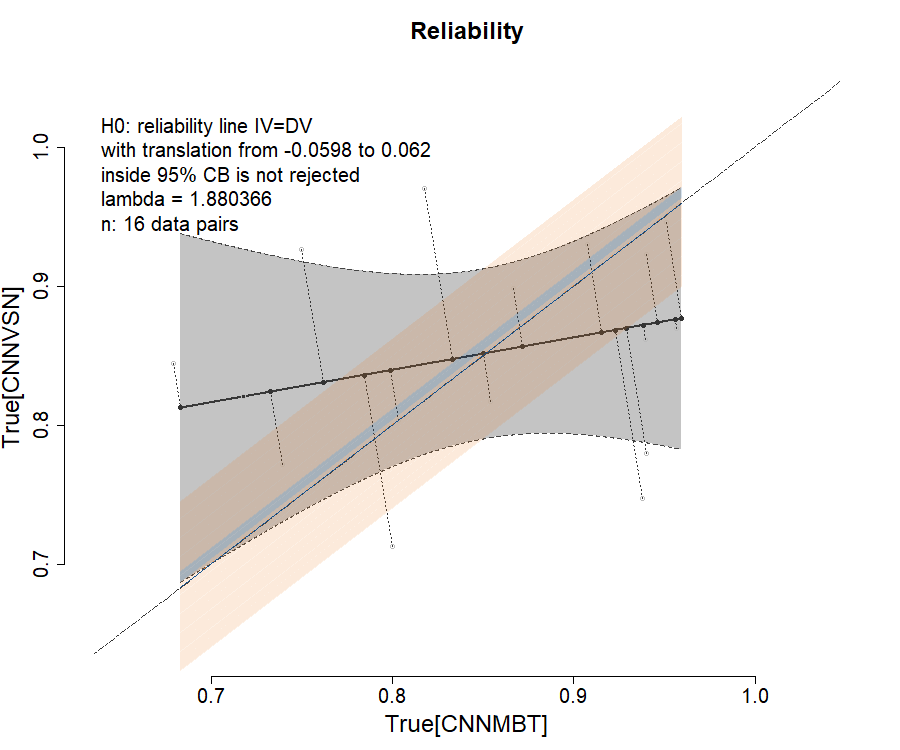 Reliability
H0: reliability line IV=DV
with translation from -0.0598 to 0.062
inside 95% CB is not rejected
lambda = 1.880366
n: 16 data pairs
True[CNNVSN]
1.0
0.9
0.8
0.7
0.7 0.8 0.9 1.0
True[CNNMBT]